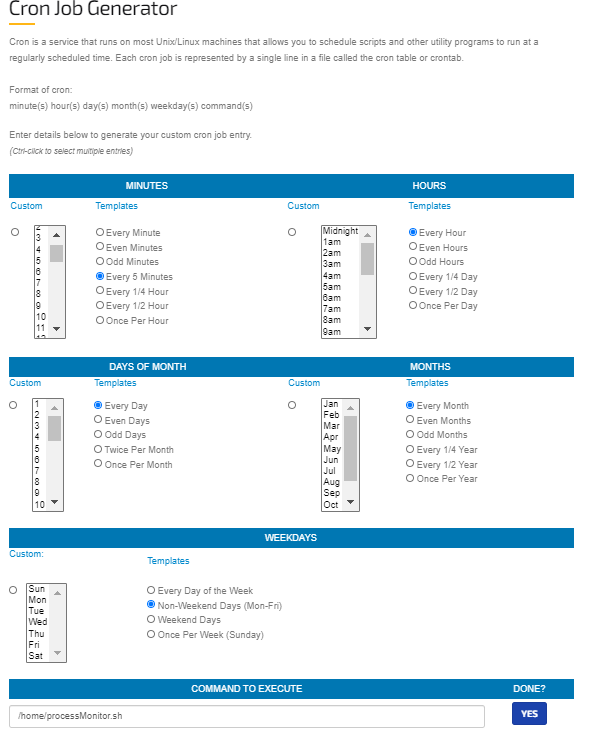 Cron Job Generator
Cron is a service that runs on most Unix/Linux machines that allows you to schedule scripts and other utility programs to run at a
regularly scheduled time. Each cron job is represented by a single line in a file called the cron table or crontab.
Format of cron:
minute(s) hour(s) day(s) month(s) weekday(s) command(s)
Enter details below to generate your custom cron job entry.
(Ctrl-click to select multiple entries)
MINUTES
Custom
Templates
3
4
5
6
7
8
9
10
11
Every Minute
Even Minutes
Odd Minutes
Every 5 Minutes
Every 1/4 Hour
Every 1/2 Hour
Once Per Hour
HOURS
Custom
Templates
Midnight
1am
2am
3am
4am
5am
6am
7am
8am
9am
Every Hour
Even Hours
Odd Hours
Every 1/4 Day
Every 1/2 Day
Once Per Day
DAYS OF MONTH
Custom
Templates
1
2
3
4
5
6
7
8
9
10
Every Day
Even Days
Odd Days
Twice Per Month
Once Per Month
MONTHS
Custom
Templates
Jan
Feb
Mar
Apr
May
Jun
Jul
Aug
Sep
Oct
Every Month
Even Months
Odd Months
Every 1/4 Year
Every 1/2 Year
Once Per Year
WEEKDAYS
Custom:
Templates
Sun
Mon
Tue
Wed
Thu
Fri
Sat
Every Day of the Week
Non-Weekend Days (Mon-Fri)
Weekend Days
Once Per Week (Sunday)
COMMAND TO EXECUTE
DONE?
/home/processMonitor.sh
YES